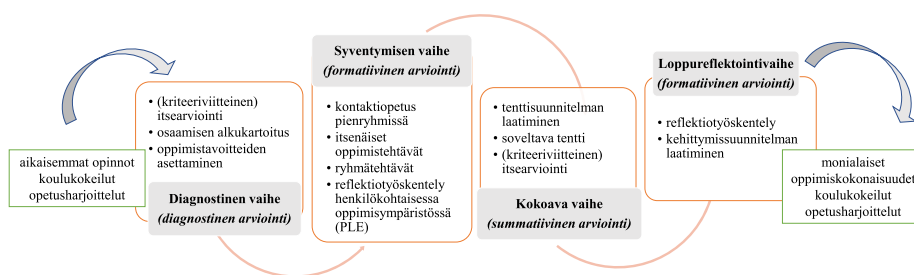 aikaisemmat opinnot
koulukokeilut
opetusharjoittelut
• (kriteeriviitteinen)
itsearviointi
• osaamisen alkukartoitus
• oppimistavoitteiden
asettaminen
Diagnostinen vaihe
(diagnostinen arviointi)
Syventymisen vaihe
(formatiivinen arviointi)
• kontaktiopetus
pienryhmissä
• itsenäiset
oppimistehtävät
• ryhmätehtävät
• reflektiotyöskentely
henkilökohtaisessa
oppimisympäristössä
(PLE)
• tenttisuunnitelman
laatiminen
• soveltava tentti
• (kriteeriviitteinen)
itsearviointi
Kokoava vaihe
(summatiivinen arviointi)
Loppureflektointivaihe
(formatiivinen arviointi)
• reflektiotyöskentely
• kehittymissuunnitelman
laatiminen
monialaiset
oppimiskokonaisuudet
koulukokeilut
opetusharjoittelut